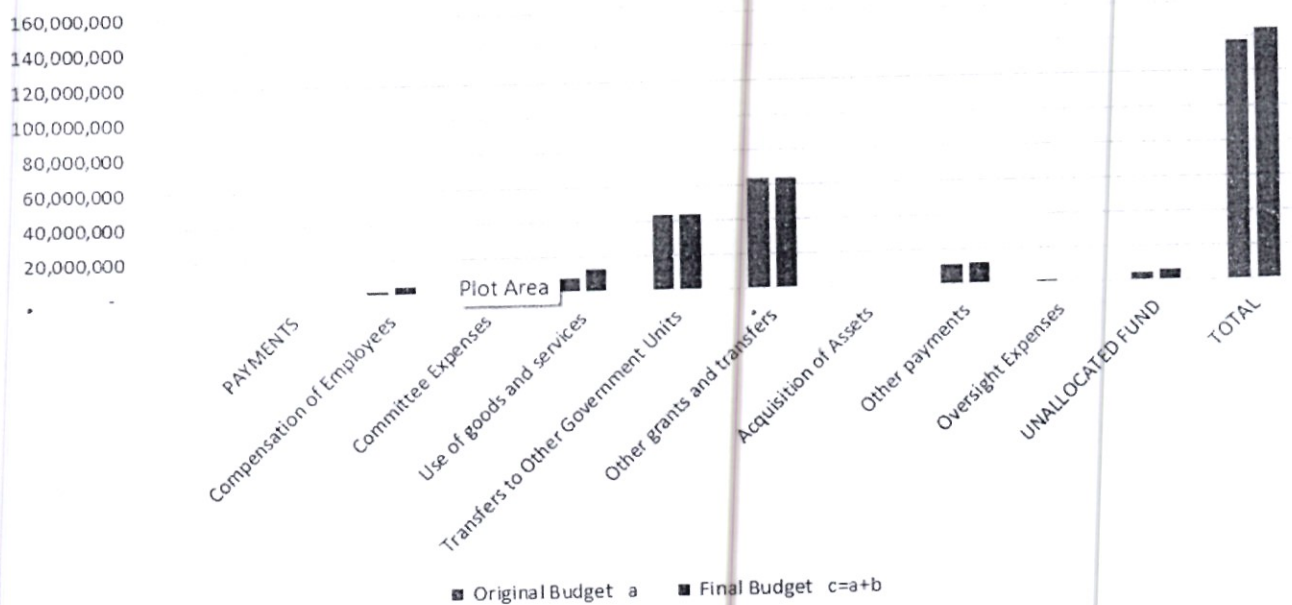 160,000,000
140,000,000
120,000,000
100,000,000
80,000,000
60,000,000
40,000,000
20,000,000
-
Plot Area
PAYMENTS
Compensation of Employees
Committee Expenses
Use of goods and services
Transfers to Other Government Units
Other grants and transfers
Acquisition of Assets
Other payments
Oversight Expenses
UNALLOCATED FUND
TOTAL
Original Budget a
Final Budget c=a+b